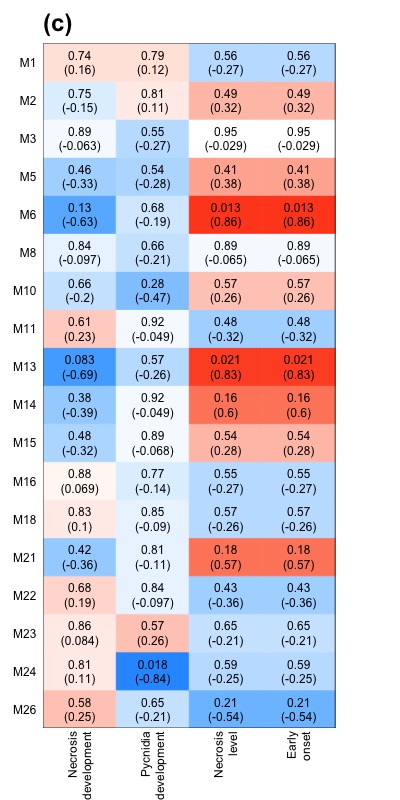 (c)
M1 0.74 0.79 0.56 0.56
(0.16) (0.12) (-0.27) (-0.27)
M2 0.75 0.81 0.49 0.49
(-0.15) (0.11) (0.32) (0.32)
M3 0.89 0.55 0.95 0.95
(-0.063) (-0.27) (-0.029) (-0.029)
M5 0.46 0.54 0.41 0.41
(-0.33) (-0.28) (0.38) (0.38)
M6 0.13 0.68 0.013 0.013
(-0.63) (-0.19) (0.86) (0.86)
M8 0.84 0.66 0.89 0.89
(-0.097) (-0.21) (-0.065) (-0.065)
M10 0.66 0.28 0.57 0.57
(-0.2) (-0.47) (0.26) (0.26)
M11 0.61 0.92 0.48 0.48
(0.23) (-0.049) (-0.32) (-0.32)
M13 0.083 0.57 0.021 0.021
(-0.69) (-0.26) (0.83) (0.83)
M14 0.38 0.92 0.16 0.16
(-0.39) (-0.049) (0.6) (0.6)
M15 0.48 0.89 0.54 0.54
(-0.32) (-0.068) (0.28) (0.28)
M16 0.88 0.77 0.55 0.55
(0.069) (-0.14) (-0.27) (-0.27)
M18 0.83 0.85 0.57 0.57
(0.1) (-0.09) (-0.26) (-0.26)
M21 0.42 0.81 0.18 0.18
(-0.36) (-0.11) (0.57) (0.57)
M22 0.68 0.84 0.43 0.43
(0.19) (-0.097) (-0.36) (-0.36)
M23 0.86 0.57 0.65 0.65
(0.084) (0.26) (-0.21) (-0.21)
M24 0.81 0.018 0.59 0.59
(0.11) (-0.84) (-0.25) (-0.25)
M26 0.58 0.65 0.21 0.21
(0.25) (-0.21) (-0.54) (-0.54)
Necrosis
development
Pycnidia
development
Necrosis
level
Early
onset